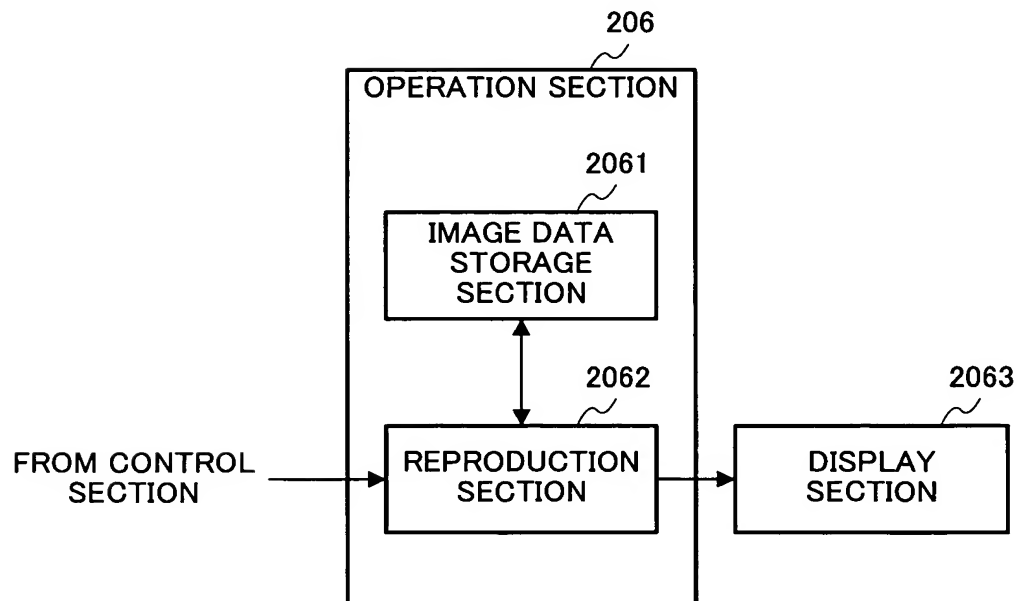 206
OPERATION SECTION
2061
IMAGE DATA
STORAGE
SECTION
2062
2063
FROM CONTROL
SECTION
REPRODUCTION
SECTION
DISPLAY
SECTION